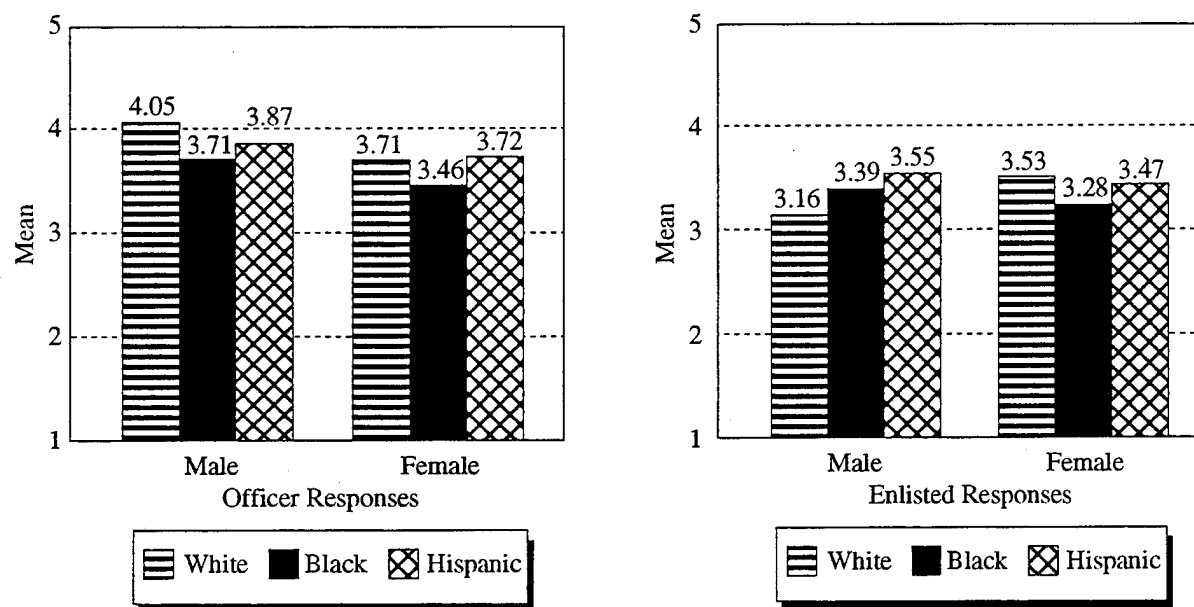 5
4
3
2
1
Mean
4.05
3.71
3.87
3.71
3.46
3.72
Male Female
Officer Responses
White Black Hispanic
5
4
3
2
1
Mean
3.16
3.39
3.55
3.53
3.28
3.47
Male Female
Enlisted Responses
White Black Hispanic